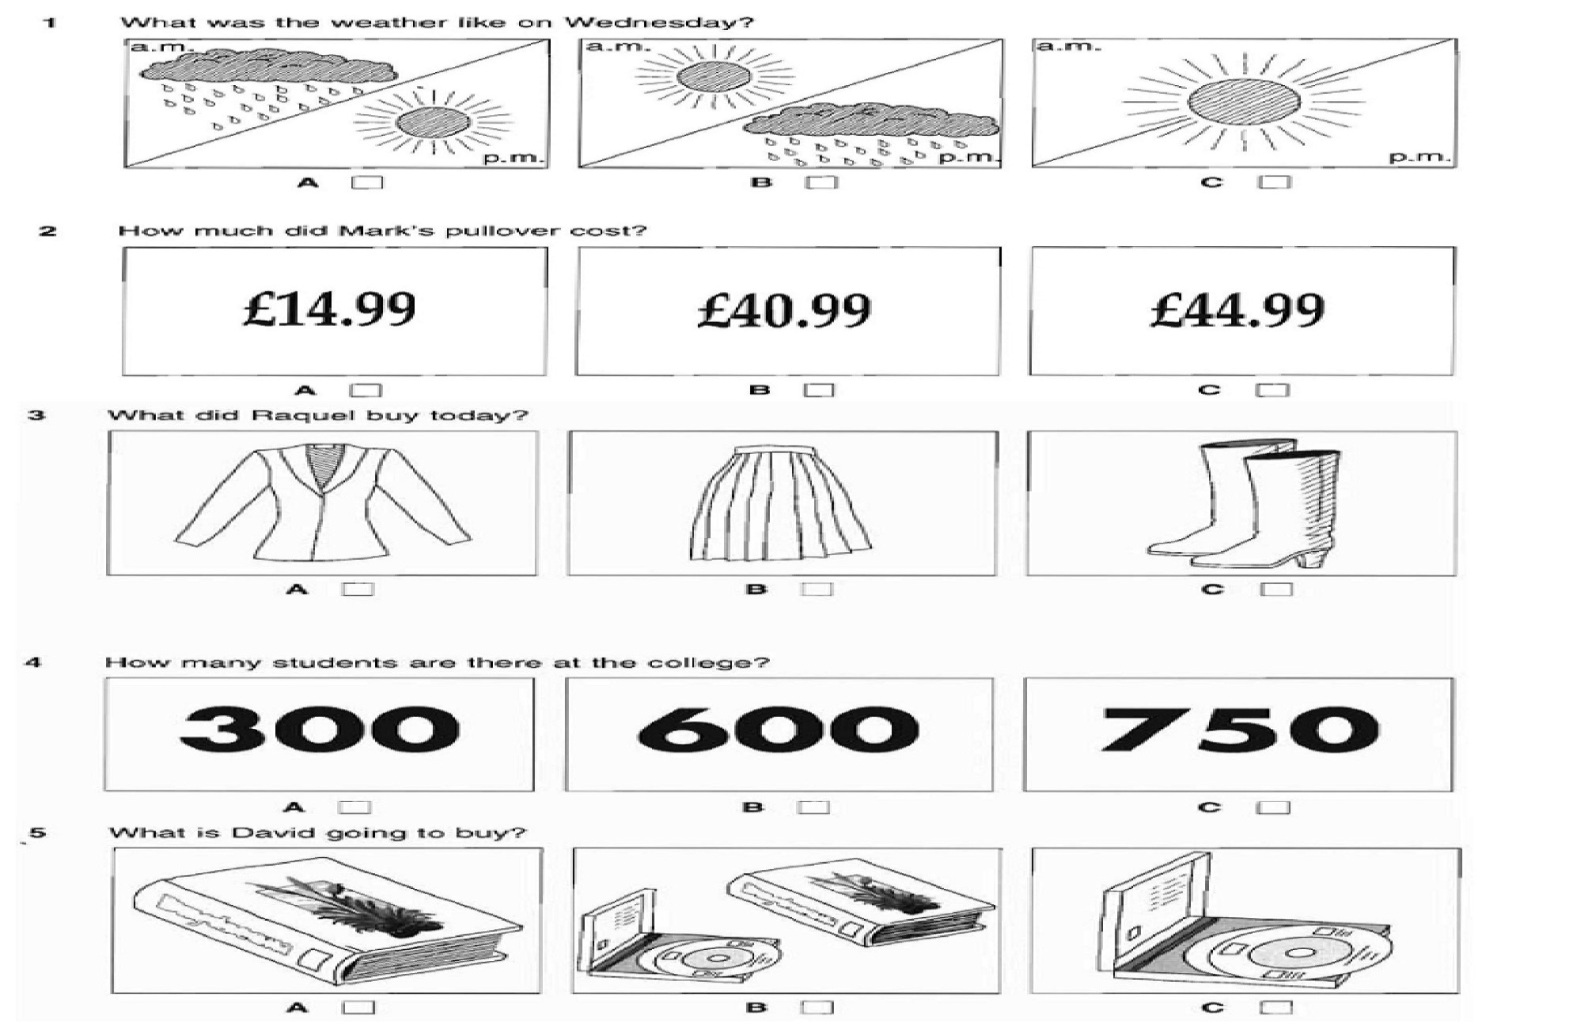 1 What was the weather like on Wednesday?
a.m. a.m. a.m.
p.m. p.m. p.m.
A B C
2 How much did Mark's pullover cost?
£14.99 £40.99 £44.99
A B C
3 What did Raquel buy today?
A B C
4 How many students are there at the college?
300 600 750
A B C
.5 What is David going to buy?
A B C